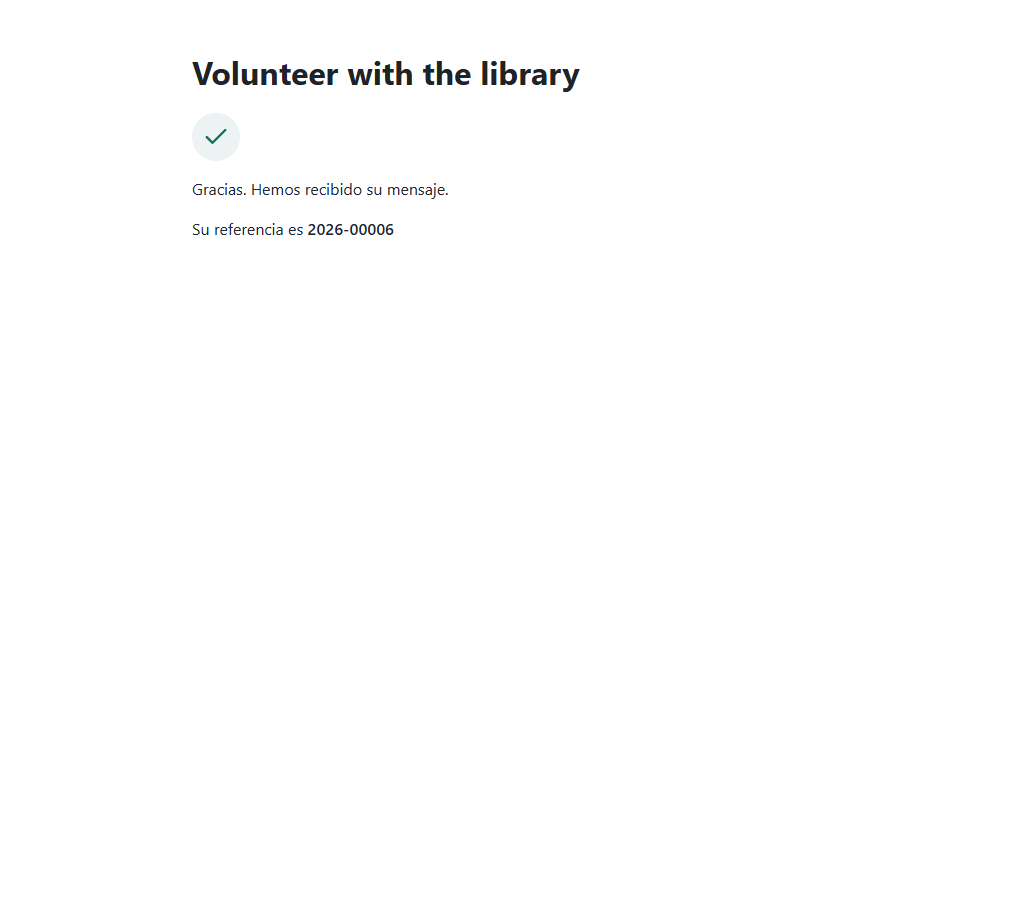 Volunteer with the library
Gracias. Hemos recibido su mensaje.
Su referencia es 2026-00006